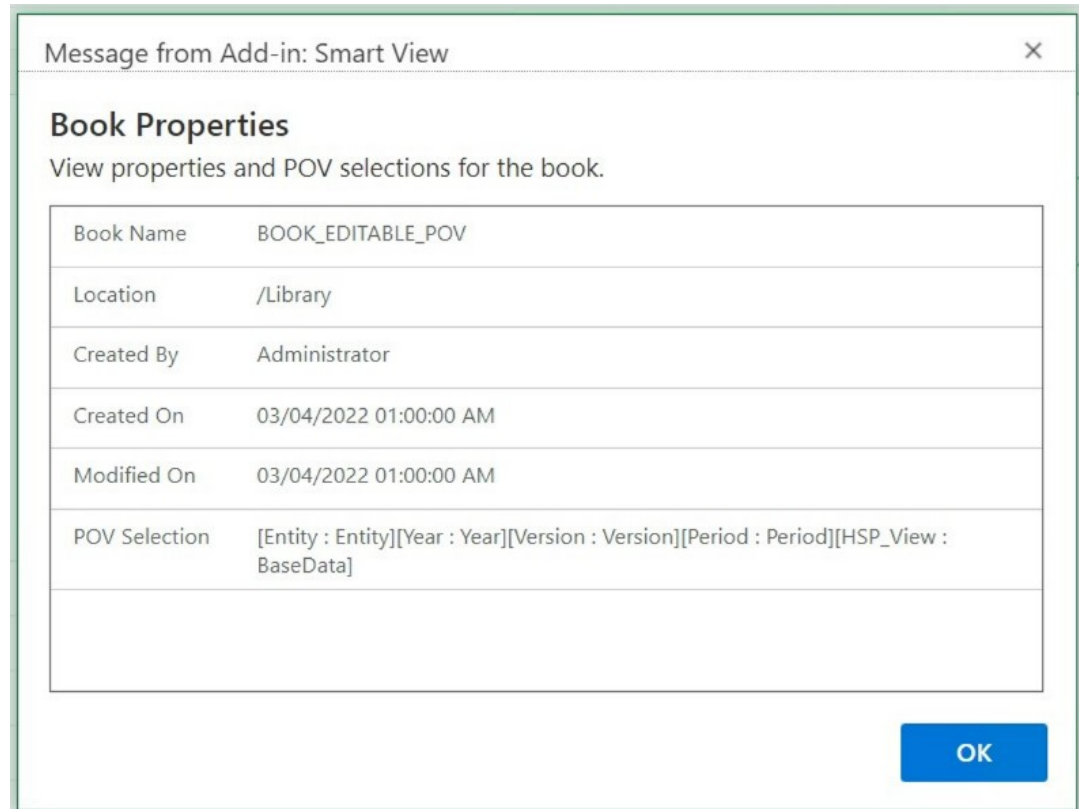 Message from Add-in: Smart View
Book Properties
View properties and POV selections for the book.
Book Name BOOK_EDITABLE_POV
Location /Library
Created By Administrator
Created On 03/04/2022 01:00:00 AM
Modified On 03/04/2022 01:00:00 AM
POV Selection [Entity : Entity][Year : Year][Version : Version][Period : Period][HSP_View :
BaseData]
OK